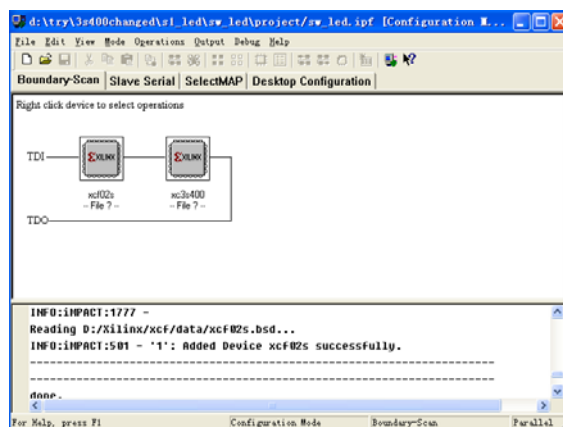 d:\try\3s400changed\s1_led\sw_led\project/sw_led.ipf [Configuration M...
File Edit View Mode Operations Output Debug Help
Boundary-Scan Slave Serial SelectMAP Desktop Configuration
Right click device to select operations
TDI
XILINX XILINX
xcf02s xc3s400
-- File ? -- -- File ? --
TDO
INFO:iMPACT:1777 -
Reading D:/Xilinx/xcf/data/xcf02s.bsd...
INFO:iMPACT:501 - '1': Added Device xcf02s successfully.
----------------------------------------------------------------------
----------------------------------------------------------------------
done.
For Help, press F1 Configuration Mode Boundary-Scan Parallel